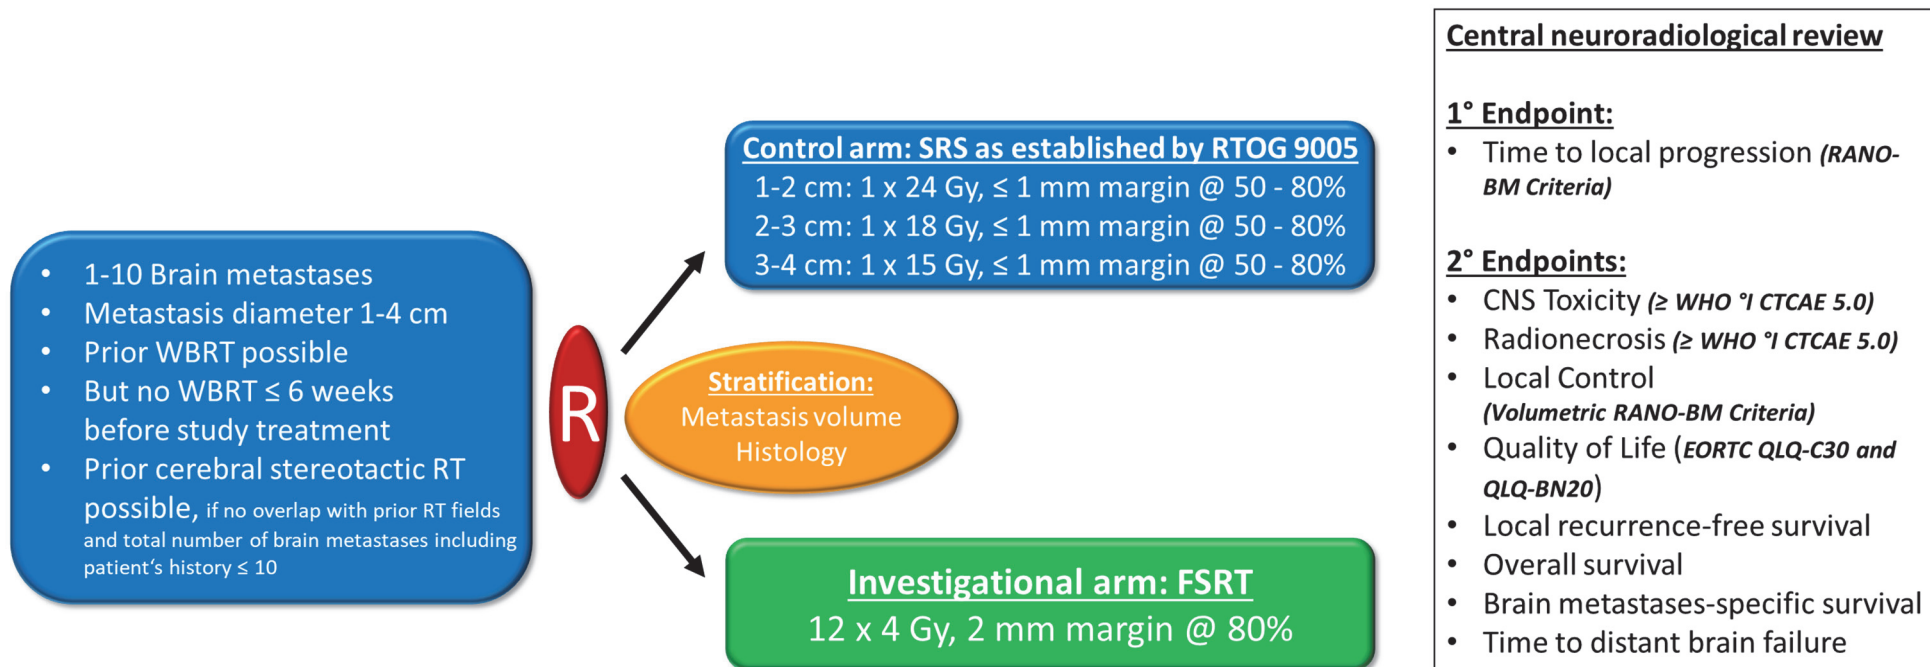 • 1-10 Brain metastases
• Metastasis diameter 1-4 cm
• Prior WBRT possible
• But no WBRT ≤ 6 weeks
before study treatment
• Prior cerebral stereotactic RT
possible, if no overlap with prior RT fields
and total number of brain metastases including
patient‘s history ≤ 10
R
Control arm: SRS as established by RTOG 9005
1-2 cm: 1 x 24 Gy, ≤ 1 mm margin @ 50 - 80%
2-3 cm: 1 x 18 Gy, ≤ 1 mm margin @ 50 - 80%
3-4 cm: 1 x 15 Gy, ≤ 1 mm margin @ 50 - 80%
Stratification:
Metastasis volume
Histology
Investigational arm: FSRT
12 x 4 Gy, 2 mm margin @ 80%
Central neuroradiological review
1° Endpoint:
• Time to local progression (RANO-
BM Criteria)
2° Endpoints:
• CNS Toxicity (≥ WHO °I CTCAE 5.0)
• Radionecrosis (≥ WHO °I CTCAE 5.0)
• Local Control
(Volumetric RANO-BM Criteria)
• Quality of Life (EORTC QLQ-C30 and
QLQ-BN20)
• Local recurrence-free survival
• Overall survival
• Brain metastases-specific survival
• Time to distant brain failure